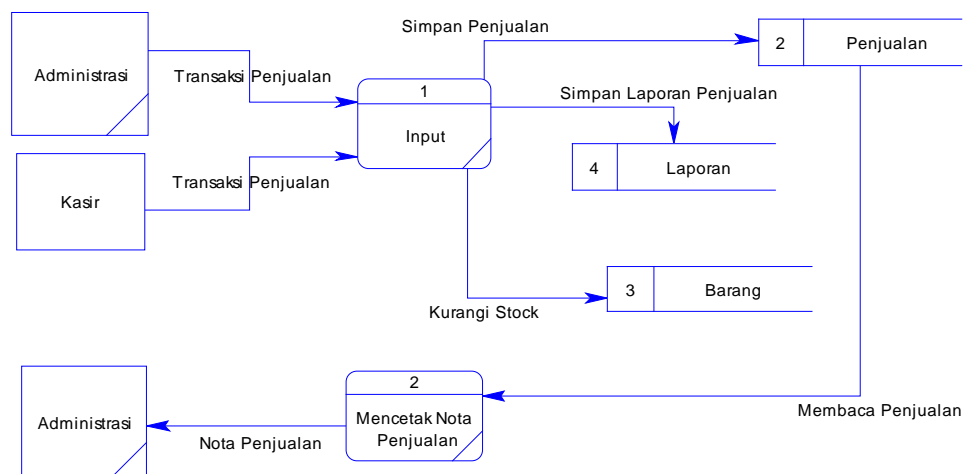 Simpan Penjualan
2 Penjualan
Administrasi
Transaksi Penjualan
1
Input
Simpan Laporan Penjualan
4 Laporan
Kasir
Transaksi Penjualan
3 Barang
Kurangi Stock
2
Mencetak Nota
Penjualan
Administrasi
Nota Penjualan
Membaca Penjualan